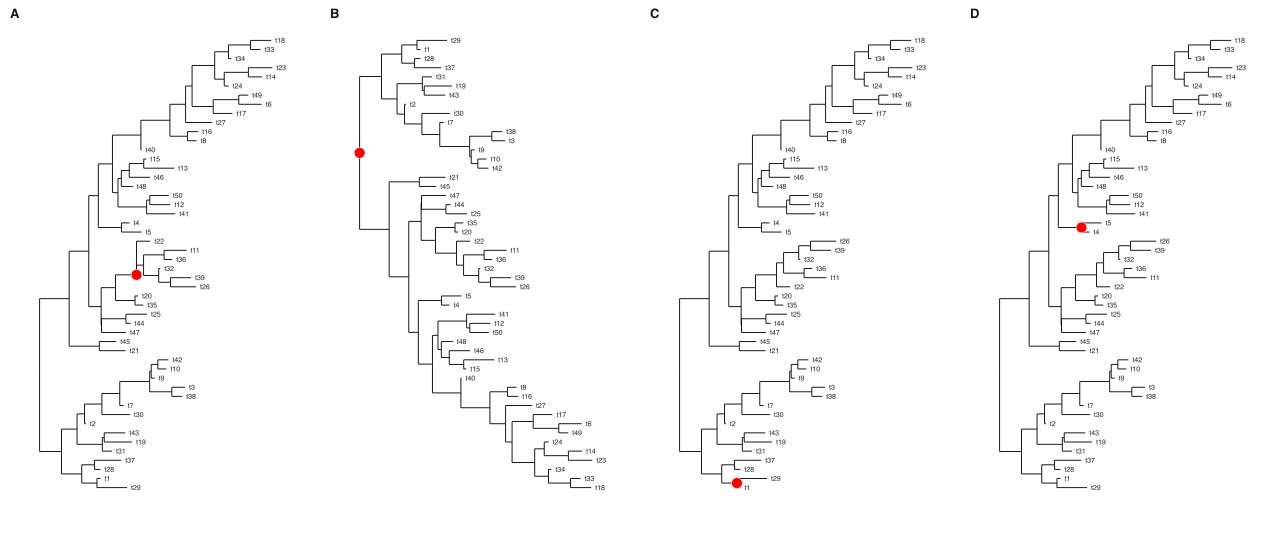 A
t18
t33
t34
t23
t14
t24
t49
t6
t17
t27
t16
t8
t40
t15
t13
t46
t48
t50
t12
t41
t4
t5
t22
t11
t36
t32
t39
t26
t20
t35
t25
t44
t47
t45
t21
t42
t10
t9
t3
t38
t7
t30
t2
t43
t19
t31
t37
t28
t1
t29
B
t29
t1
t28
t37
t31
t19
t43
t2
t30
t7
t38
t3
t9
t10
t42
t21
t45
t47
t44
t25
t35
t20
t22
t11
t36
t32
t39
t26
t5
t4
t41
t12
t50
t48
t46
t13
t15
t40
t8
t16
t27
t17
t6
t49
t24
t14
t23
t34
t33
t18
C
t18
t33
t34
t23
t14
t24
t49
t6
t17
t27
t16
t8
t40
t15
t13
t46
t48
t50
t12
t41
t4
t5
t26
t39
t32
t36
t11
t22
t20
t35
t25
t44
t47
t45
t21
t42
t10
t9
t3
t38
t7
t30
t2
t43
t19
t31
t37
t28
t29
t1
D
t18
t33
t34
t23
t14
t24
t49
t6
t17
t27
t16
t8
t40
t15
t13
t46
t48
t50
t12
t41
t5
t4
t26
t39
t32
t36
t11
t22
t20
t35
t25
t44
t47
t45
t21
t42
t10
t9
t3
t38
t7
t30
t2
t43
t19
t31
t37
t28
t1
t29